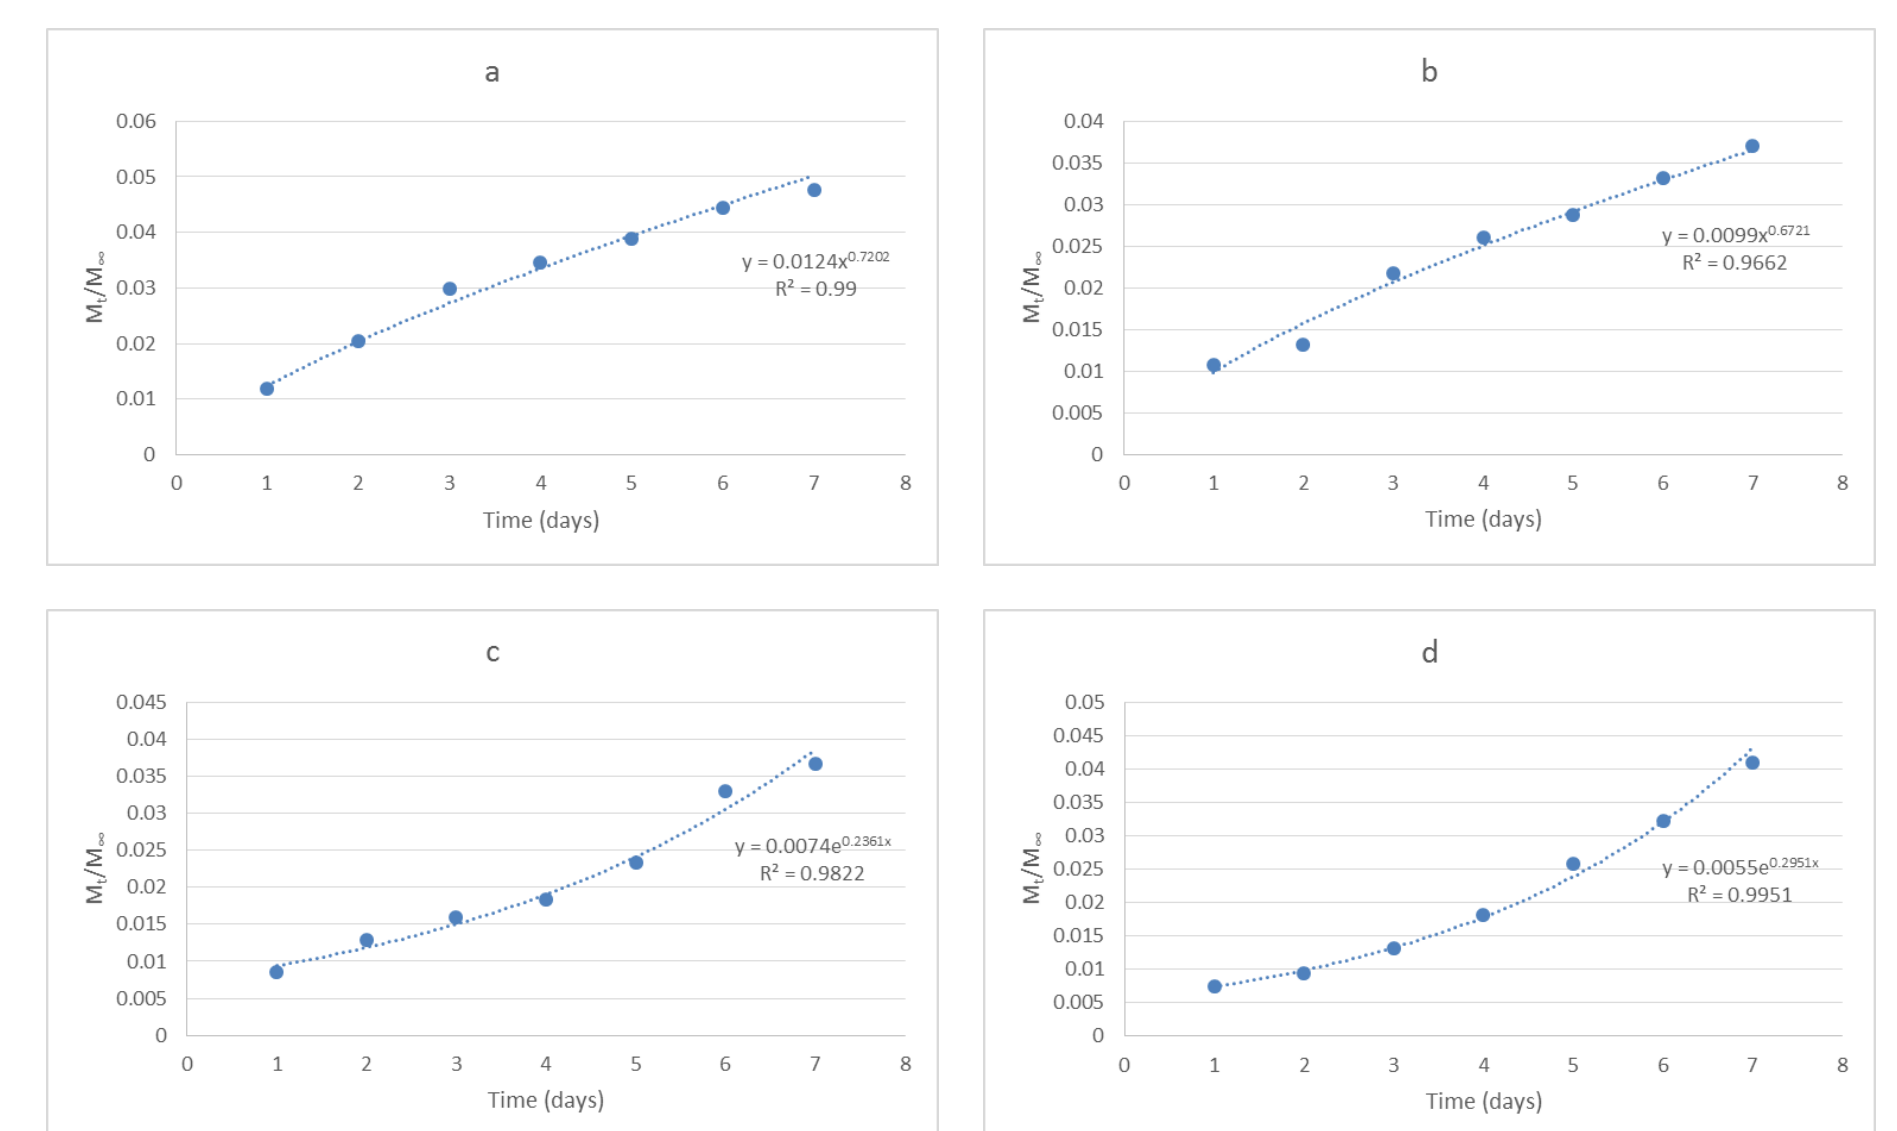 a
0.06
0.05
0.04
0.03
0.02
0.01
0
Mₜ/M∞
y = 0.0124x⁰·⁷²⁰²
R² = 0.99
0 1 2 3 4 5 6 7 8
Time (days)
b
0.04
0.035
0.03
0.025
0.02
0.015
0.01
0.005
0
Mₜ/M∞
y = 0.0099x⁰·⁶⁷²¹
R² = 0.9662
0 1 2 3 4 5 6 7 8
Time (days)
c
0.045
0.04
0.035
0.03
0.025
0.02
0.015
0.01
0.005
0
Mₜ/M∞
y = 0.0074e⁰·²³⁶¹ˣ
R² = 0.9822
0 1 2 3 4 5 6 7 8
Time (days)
d
0.05
0.045
0.04
0.035
0.03
0.025
0.02
0.015
0.01
0.005
0
Mₜ/M∞
y = 0.0055e⁰·²⁹⁵¹ˣ
R² = 0.9951
0 1 2 3 4 5 6 7 8
Time (days)